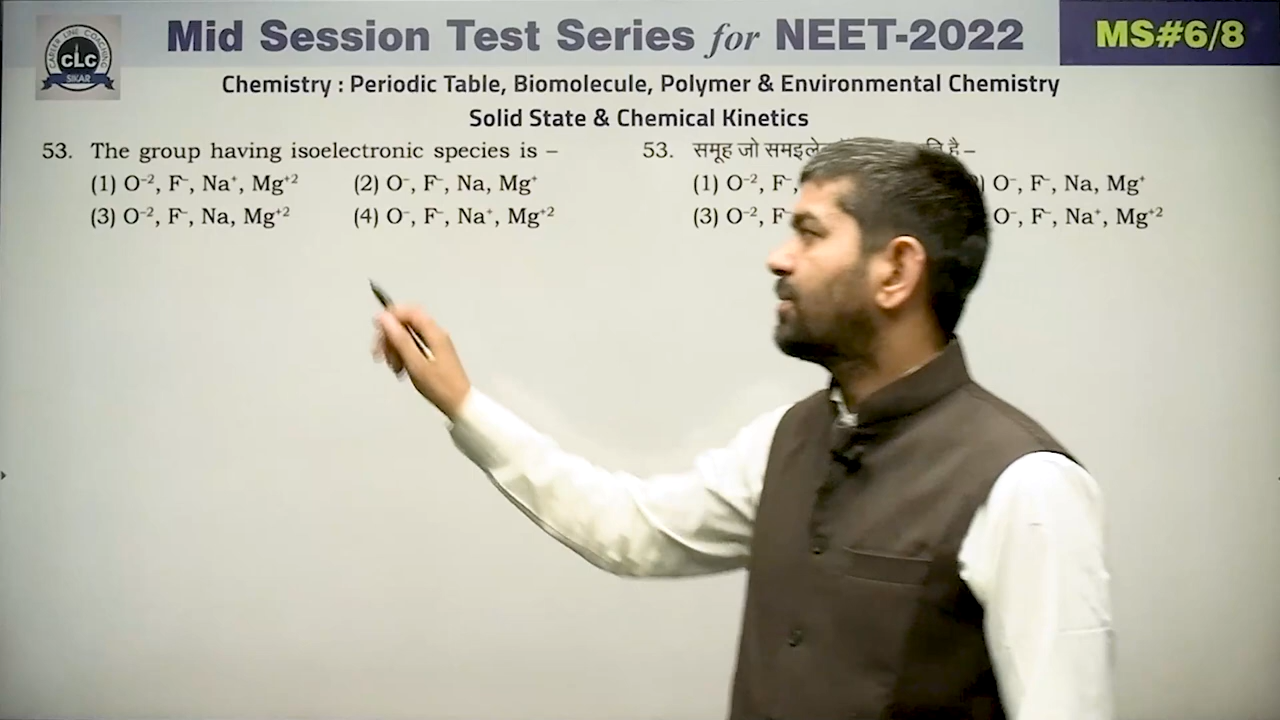 Mid Session Test Series for NEET-2022
MS#6/8
CAREER LINE COACHING
CLC
SIKAR
Chemistry : Periodic Table, Biomolecule, Polymer & Environmental Chemistry
Solid State & Chemical Kinetics
53. The group having isoelectronic species is –
(1) O⁻², F⁻, Na⁺, Mg⁺² (2) O⁻, F⁻, Na, Mg⁺
(3) O⁻², F⁻, Na, Mg⁺² (4) O⁻, F⁻, Na⁺, Mg⁺²
53. समूह जो है –
(1) O⁻², F⁻, ) O⁻, F⁻, Na, Mg⁺
(3) O⁻², F⁻ O⁻, F⁻, Na⁺, Mg⁺²